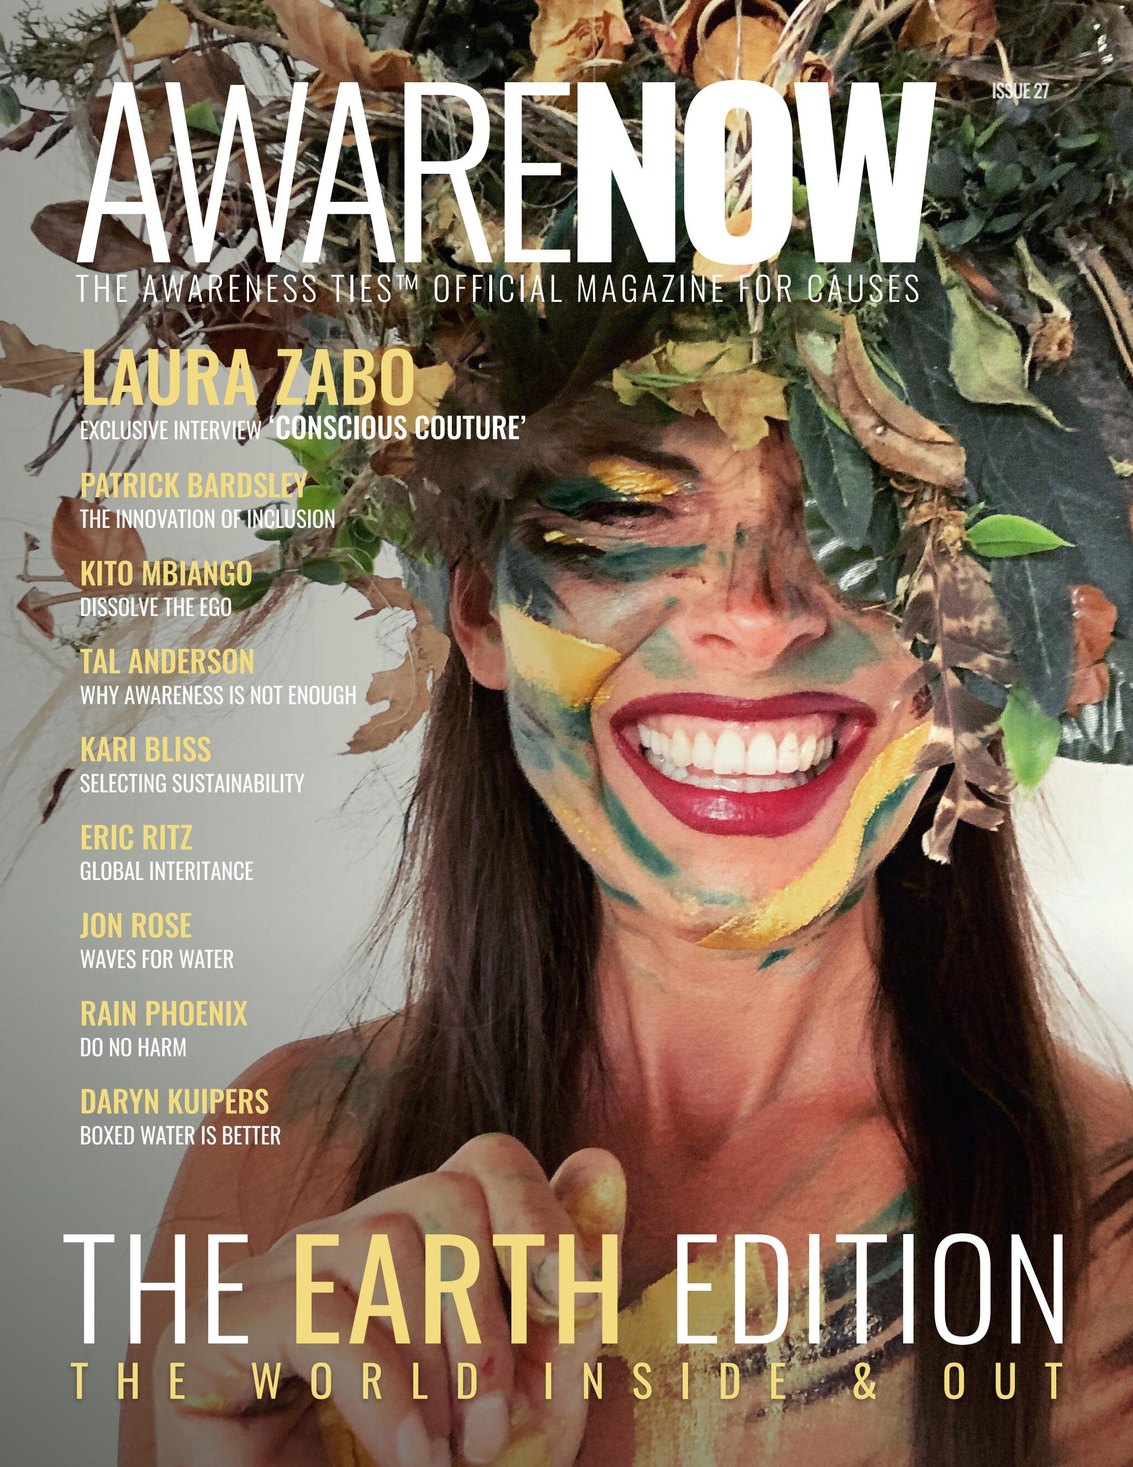 ISSUE 27
AWARENOW
THE AWARENESS TIES™ OFFICIAL MAGAZINE FOR CAUSES
LAURA ZABO
EXCLUSIVE INTERVIEW ‘CONSCIOUS COUTURE’
PATRICK BARDSLEY
THE INNOVATION OF INCLUSION
KITO MBIANGO
DISSOLVE THE EGO
TAL ANDERSON
WHY AWARENESS IS NOT ENOUGH
KARI BLISS
SELECTING SUSTAINABILITY
ERIC RITZ
GLOBAL INTERITANCE
JON ROSE
WAVES FOR WATER
RAIN PHOENIX
DO NO HARM
DARYN KUIPERS
BOXED WATER IS BETTER
THE EARTH EDITION
THE WORLD INSIDE & OUT